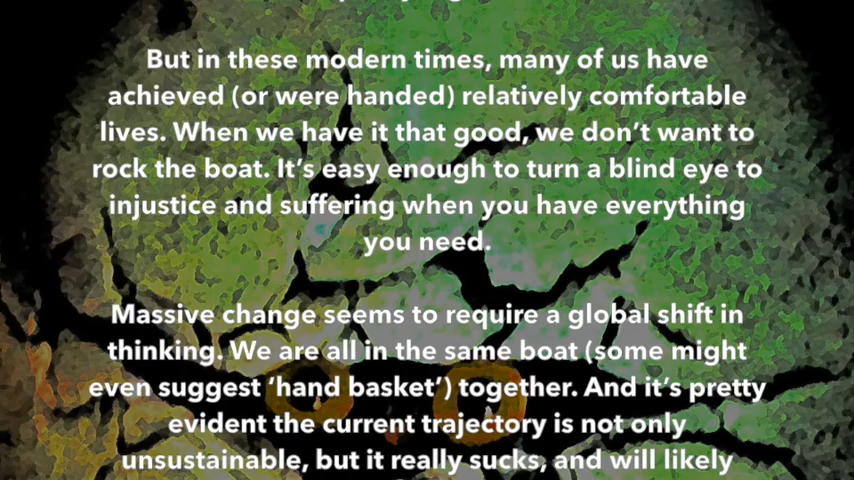 But in these modern times, many of us have
achieved (or were handed) relatively comfortable
lives. When we have it that good, we don’t want to
rock the boat. It’s easy enough to turn a blind eye to
injustice and suffering when you have everything
you need.
Massive change seems to require a global shift in
thinking. We are all in the same boat (some might
even suggest ‘hand basket’) together. And it’s pretty
evident the current trajectory is not only
unsustainable, but it really sucks, and will likely